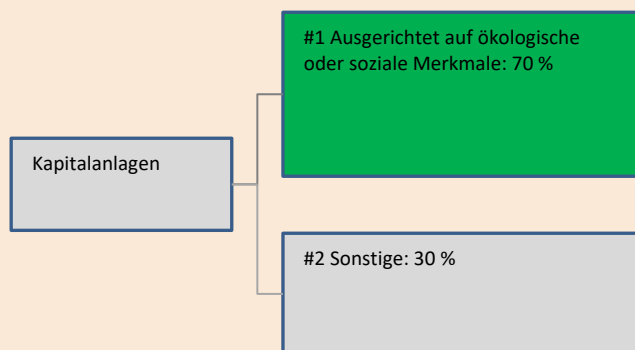 #1 Ausgerichtet auf ökologische
oder soziale Merkmale: 70 %
Kapitalanlagen
#2 Sonstige: 30 %